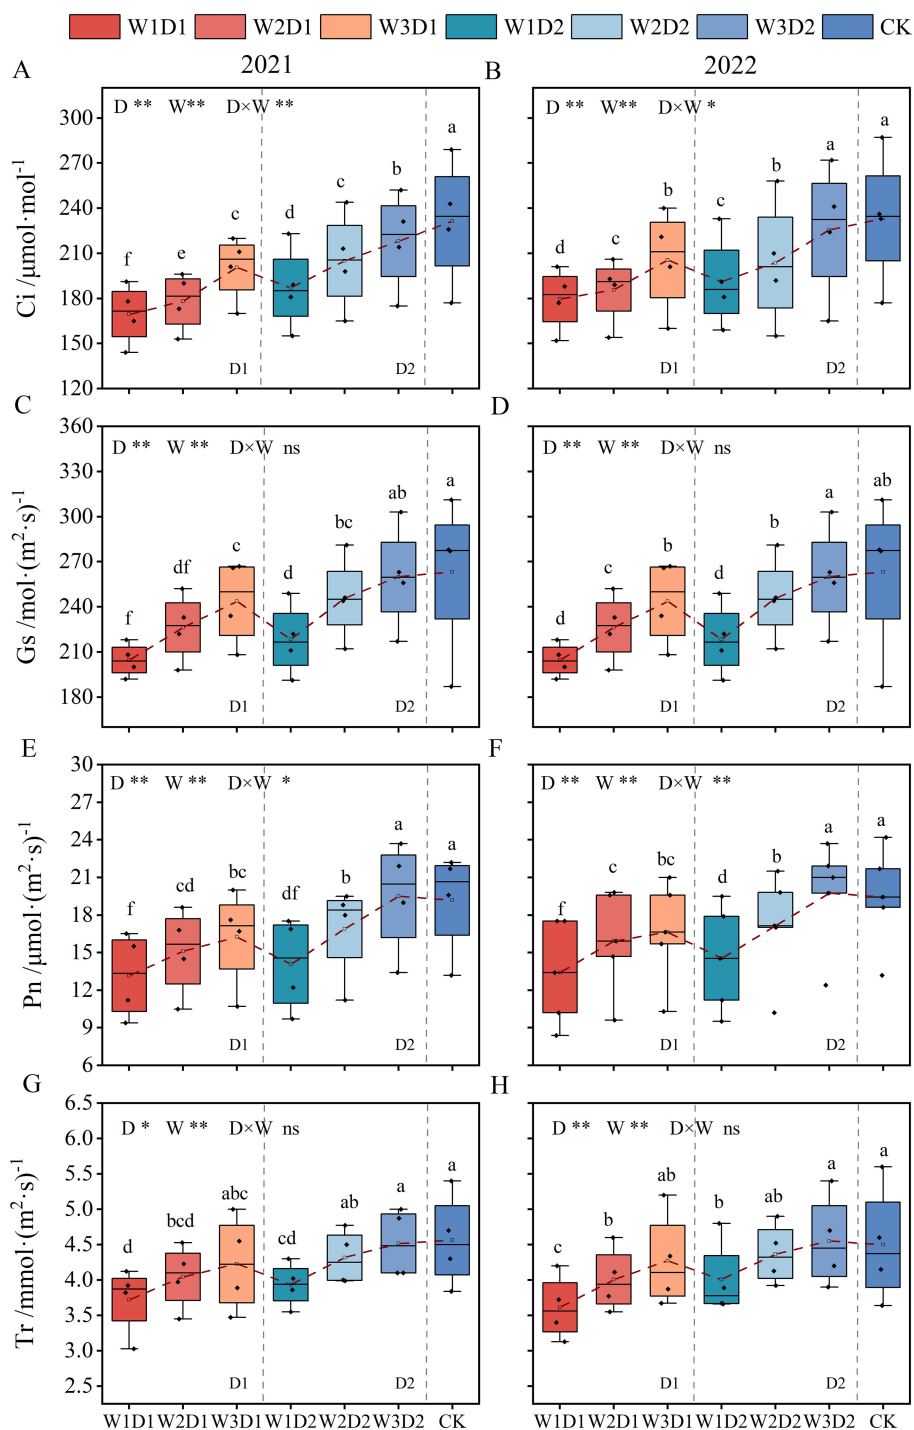 W1D1 W2D1 W3D1 W1D2 W2D2 W3D2 CK
2021 2022
A B
D ** W** D×W **
D ** W** D×W *
Ci /μmol·mol⁻¹
300
270
240
210
180
150
120
f e c d c b a
d c b c b a a
D1 D2
D1 D2
C D
D ** W ** D×W ns
D ** W ** D×W ns
Gs /mol·(m²·s)⁻¹
360
330
300
270
240
210
180
f df c d bc ab a
d c b d b a ab
D1 D2
D1 D2
E F
D ** W ** D×W *
D ** W ** D×W **
Pn /μmol·(m²·s)⁻¹
30
27
24
21
18
15
12
9
6
f cd bc df b a a
f c b d b a a
D1 D2
D1 D2
G H
D * W ** D×W ns
D ** W ** D×W ns
Tr /mmol·(m²·s)⁻¹
6.5
6.0
5.5
5.0
4.5
4.0
3.5
3.0
2.5
d bcd abc cd ab a a
c b ab b ab a a
D1 D2
D1 D2
W1D1 W2D1 W3D1 W1D2 W2D2 W3D2 CK
W1D1 W2D1 W3D1 W1D2 W2D2 W3D2 CK